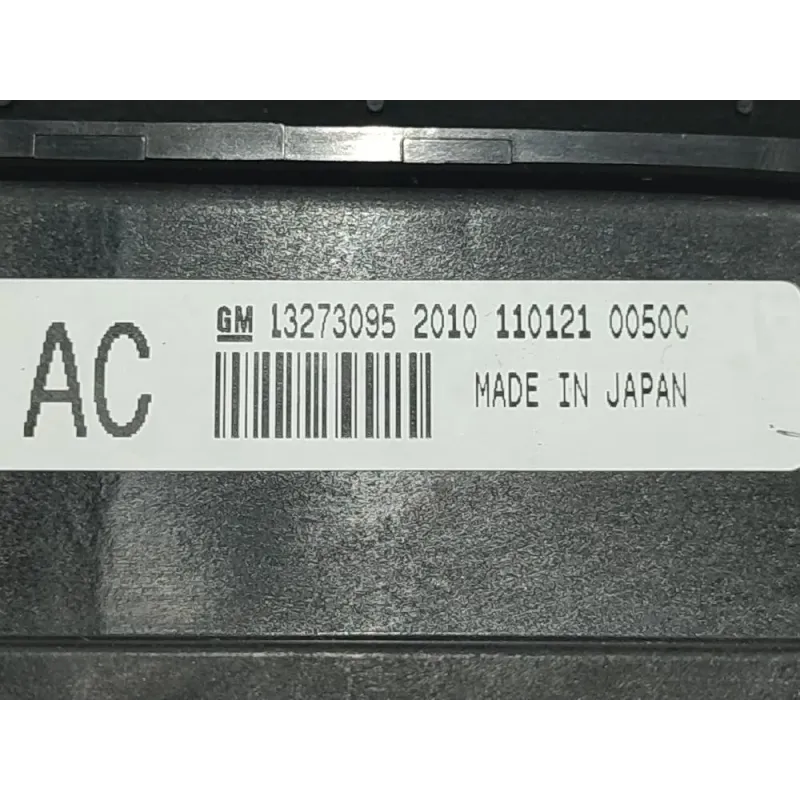 AC
GM 13273095 2010 110121 0050C
MADE IN JAPAN